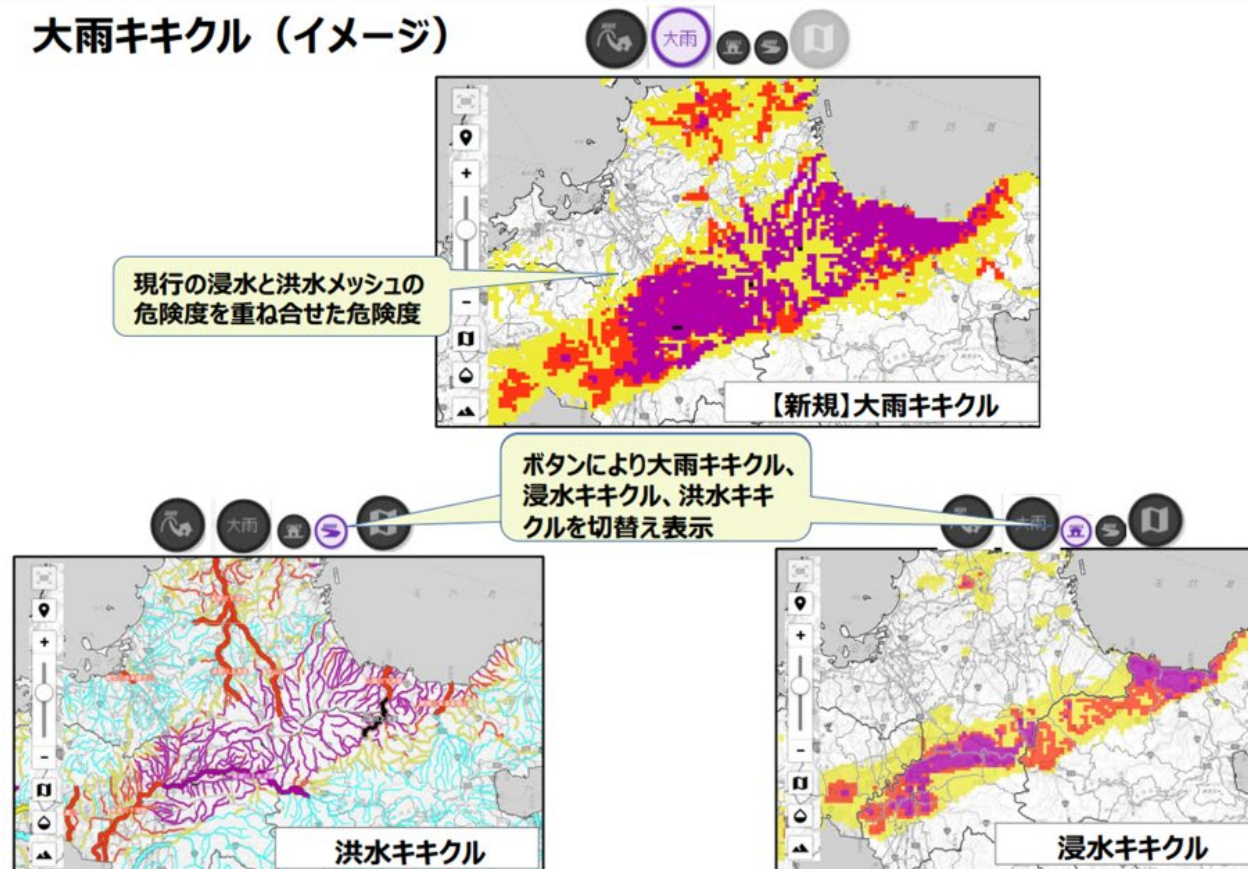 大雨キキクル（イメージ）
大雨
現行の浸水と洪水メッシュの
危険度を重ね合せた危険度
【新規】大雨キキクル
ボタンにより大雨キキクル、
浸水キキクル、洪水キキ
クルを切替え表示
大雨
大雨
洪水キキクル
浸水キキクル